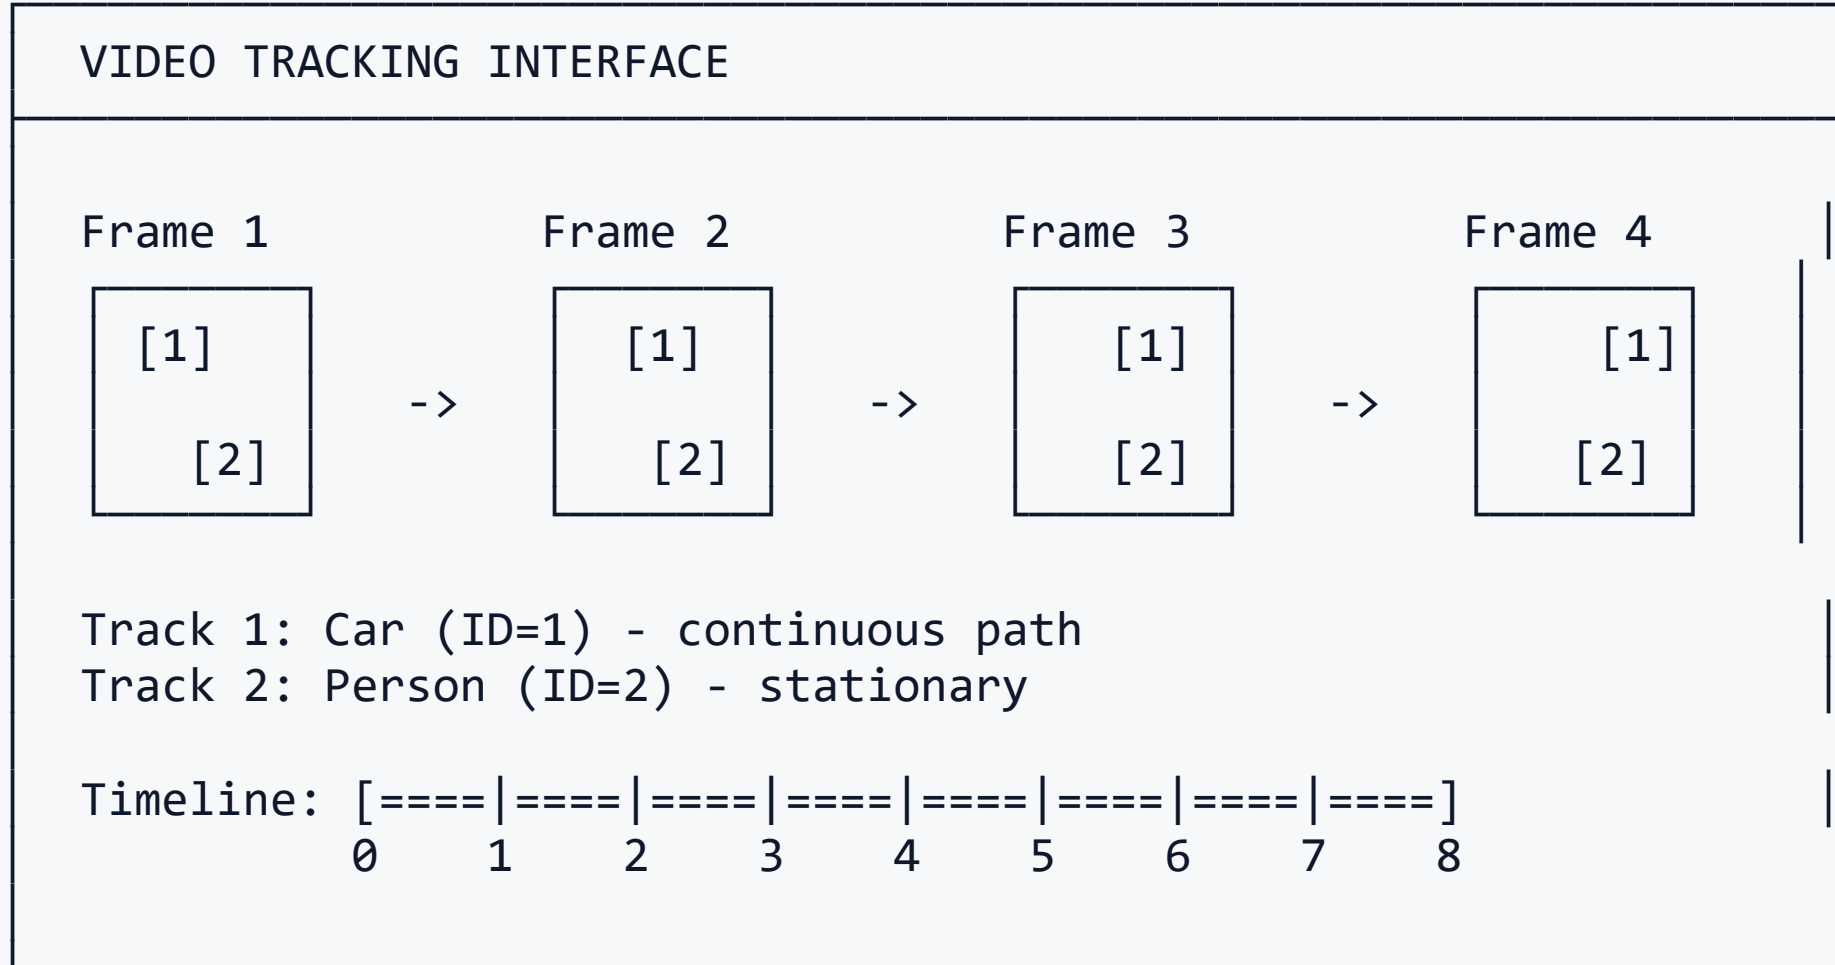 VIDEO TRACKING INTERFACE
Frame 1 Frame 2 Frame 3 Frame 4
[1] [1] [1] [1]
-> -> ->
[2] [2] [2] [2]
Track 1: Car (ID=1) - continuous path
Track 2: Person (ID=2) - stationary
Timeline: [====|====|====|====|====|====|====|====]
0 1 2 3 4 5 6 7 8